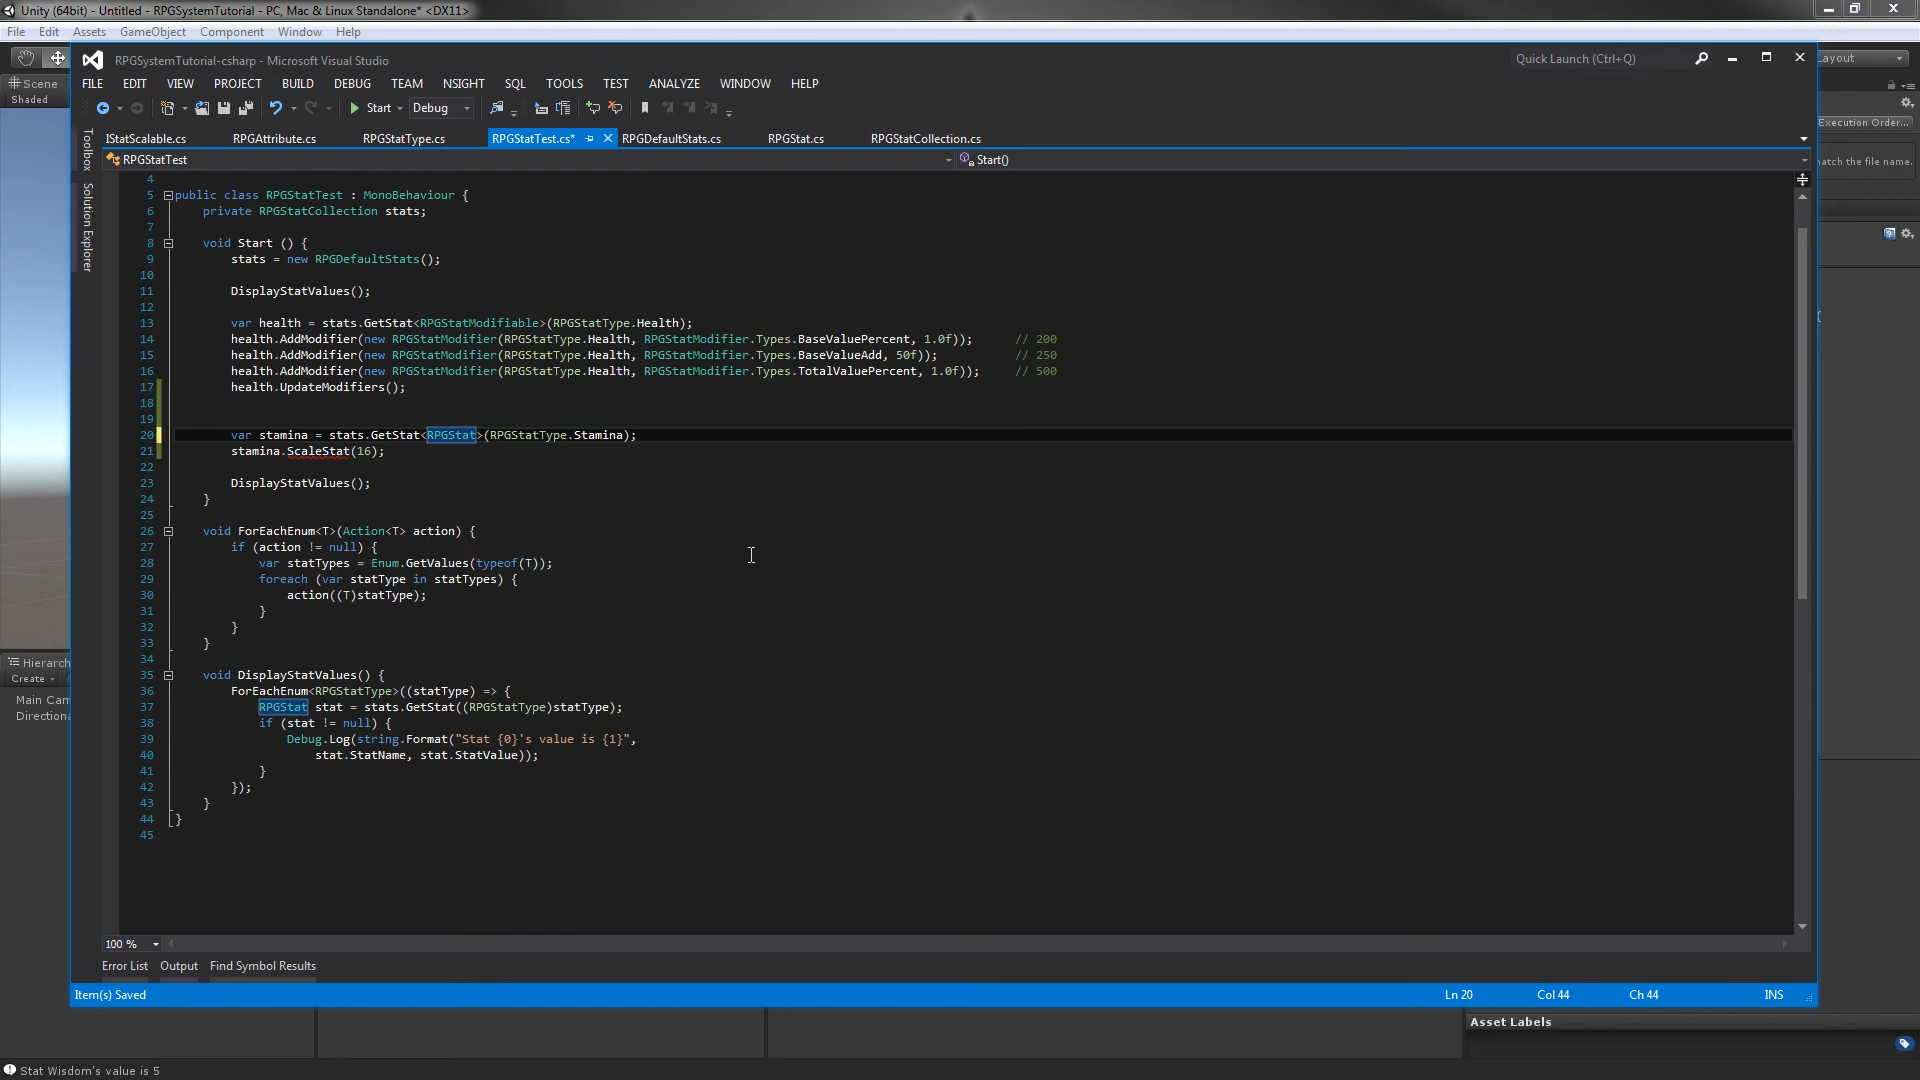 Unity (64bit) - Untitled - RPGSystemTutorial - PC, Mac & Linux Standalone* <DX11>
File Edit Assets GameObject Component Window Help
Layout
RPGSystemTutorial-csharp - Microsoft Visual Studio
Quick Launch (Ctrl+Q)
FILE EDIT VIEW PROJECT BUILD DEBUG TEAM NSIGHT SQL TOOLS TEST ANALYZE WINDOW HELP
Scene
Shaded
Start Debug
Execution Order...
Toolbox
Solution Explorer
IStatScalable.cs RPGAttribute.cs RPGStatType.cs RPGStatTest.cs* RPGDefaultStats.cs RPGStat.cs RPGStatCollection.cs
RPGStatTest Start()
match the file name.
4
5 public class RPGStatTest : MonoBehaviour {
6 private RPGStatCollection stats;
7
8 void Start () {
9 stats = new RPGDefaultStats();
10
11 DisplayStatValues();
12
13 var health = stats.GetStat<RPGStatModifiable>(RPGStatType.Health);
14 health.AddModifier(new RPGStatModifier(RPGStatType.Health, RPGStatModifier.Types.BaseValuePercent, 1.0f)); // 200
15 health.AddModifier(new RPGStatModifier(RPGStatType.Health, RPGStatModifier.Types.BaseValueAdd, 50f)); // 250
16 health.AddModifier(new RPGStatModifier(RPGStatType.Health, RPGStatModifier.Types.TotalValuePercent, 1.0f)); // 500
17 health.UpdateModifiers();
18
19
20 var stamina = stats.GetStat<RPGStat>(RPGStatType.Stamina);
21 stamina.ScaleStat(16);
22
23 DisplayStatValues();
24 }
25
26 void ForEachEnum<T>(Action<T> action) {
27 if (action != null) {
28 var statTypes = Enum.GetValues(typeof(T));
29 foreach (var statType in statTypes) {
30 action((T)statType);
31 }
32 }
33 }
34
35 void DisplayStatValues() {
36 ForEachEnum<RPGStatType>((statType) => {
37 RPGStat stat = stats.GetStat((RPGStatType)statType);
38 if (stat != null) {
39 Debug.Log(string.Format("Stat {0}'s value is {1}",
40 stat.StatName, stat.StatValue));
41 }
42 });
43 }
44 }
45
Hierarch
Create
Main Cam
Directiona
100 %
Error List Output Find Symbol Results
Item(s) Saved Ln 20 Col 44 Ch 44 INS
Asset Labels
Stat Wisdom's value is 5